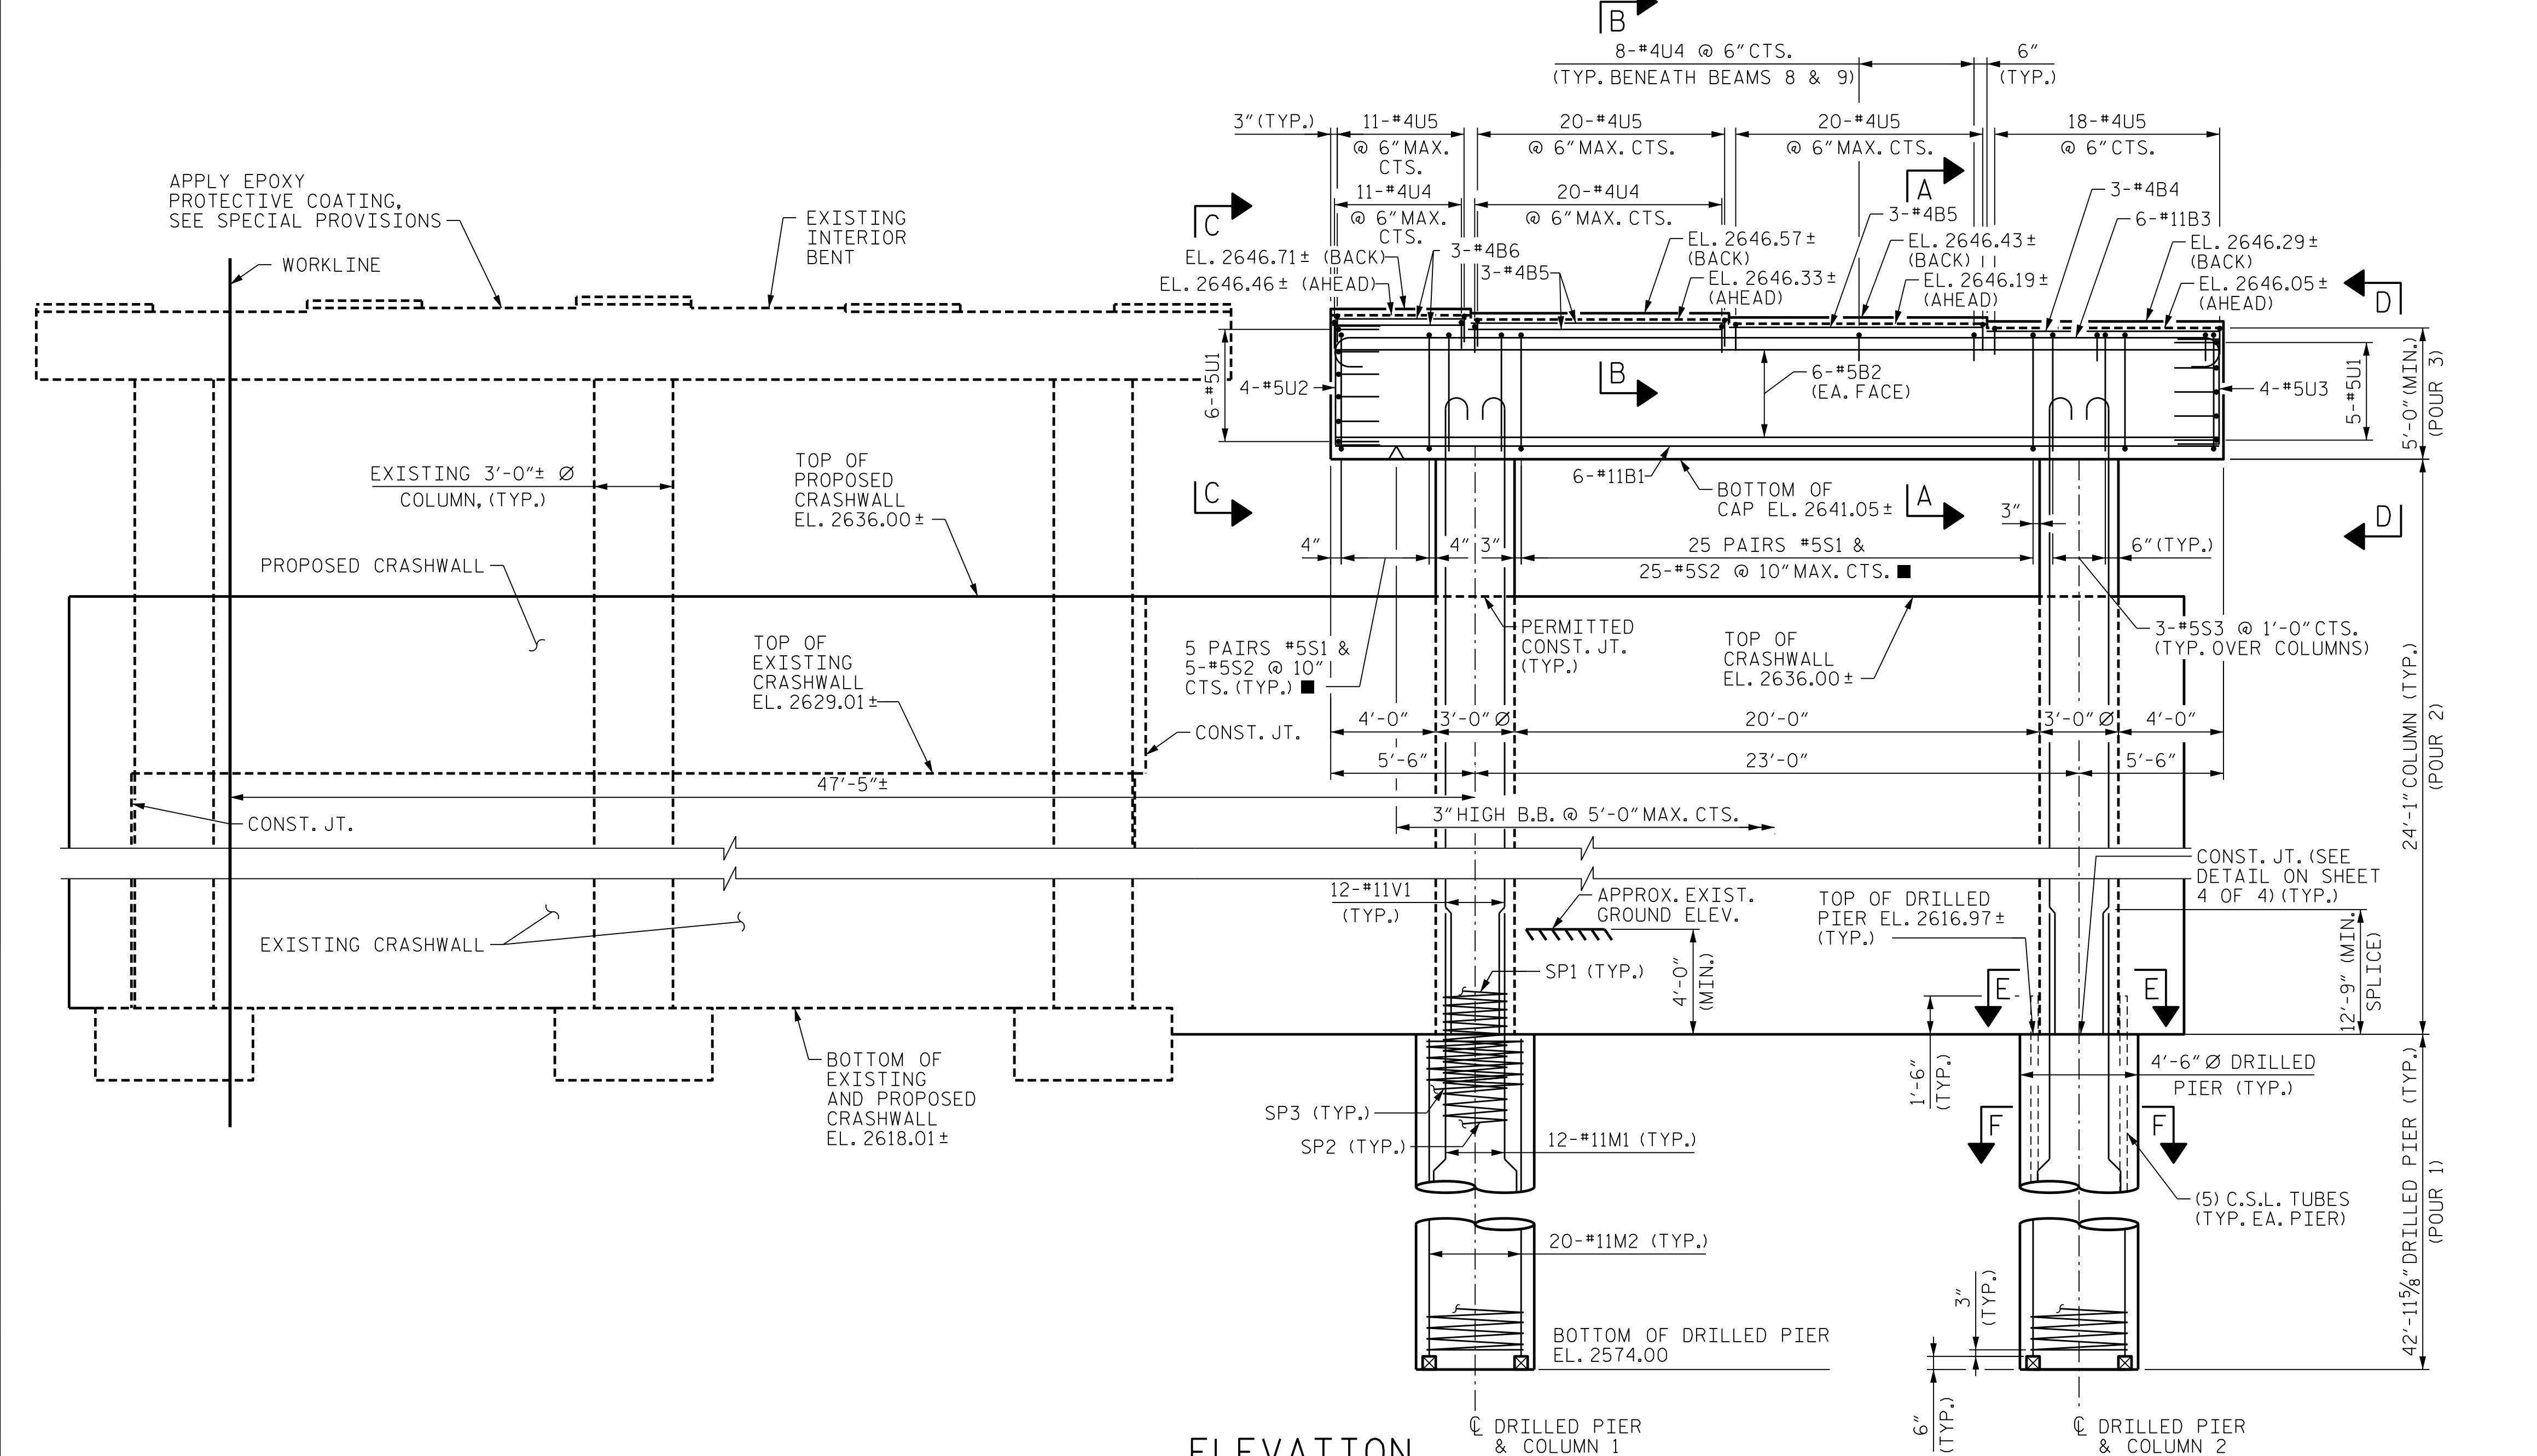 B
8-#4U4 @ 6" CTS.
(TYP. BENEATH BEAMS 8 & 9)
6"
(TYP.)
3" (TYP.)
11-#4U5
@ 6" MAX.
CTS.
20-#4U5
@ 6" MAX. CTS.
20-#4U5
@ 6" MAX. CTS.
18-#4U5
@ 6" CTS.
11-#4U4
@ 6" MAX.
CTS.
20-#4U4
@ 6" MAX. CTS.
A
3-#4B4
3-#4B5
6-#11B3
APPLY EPOXY
PROTECTIVE COATING,
SEE SPECIAL PROVISIONS
EXISTING
INTERIOR
BENT
WORKLINE
C
EL. 2646.71± (BACK)
EL. 2646.46± (AHEAD)
3-#4B6
3-#4B5
EL. 2646.57±
(BACK)
EL. 2646.33±
(AHEAD)
EL. 2646.43±
(BACK)
EL. 2646.19±
(AHEAD)
EL. 2646.29±
(BACK)
EL. 2646.05±
(AHEAD)
D
6-#5U1
4-#5U2
B
6-#5B2
(EA. FACE)
4-#5U3
5-#5U1
5'-0" (MIN.)
(POUR 3)
EXISTING 3'-0"± Ø
COLUMN, (TYP.)
TOP OF
PROPOSED
CRASHWALL
EL. 2636.00±
C
6-#11B1
BOTTOM OF
CAP EL. 2641.05±
A
D
3"
PROPOSED CRASHWALL
4"
4"
3"
25 PAIRS #5S1 &
25-#5S2 @ 10" MAX. CTS. ■
6" (TYP.)
TOP OF
EXISTING
CRASHWALL
EL. 2629.01±
5 PAIRS #5S1 &
5-#5S2 @ 10"
CTS. (TYP.) ■
PERMITTED
CONST. JT.
(TYP.)
TOP OF
CRASHWALL
EL. 2636.00±
3-#5S3 @ 1'-0" CTS.
(TYP. OVER COLUMNS)
24'-1" COLUMN (TYP.)
(POUR 2)
CONST. JT.
4'-0"
3'-0" Ø
20'-0"
3'-0" Ø
4'-0"
5'-6"
23'-0"
5'-6"
47'-5"±
CONST. JT.
3" HIGH B.B. @ 5'-0" MAX. CTS.
CONST. JT. (SEE
DETAIL ON SHEET
4 OF 4) (TYP.)
12-#11V1
(TYP.)
APPROX. EXIST.
GROUND ELEV.
TOP OF DRILLED
PIER EL. 2616.97±
(TYP.)
EXISTING CRASHWALL
SP1 (TYP.)
4'-0"
(MIN.)
E
E
12'-9" (MIN.
SPLICE)
BOTTOM OF
EXISTING
AND PROPOSED
CRASHWALL
EL. 2618.01±
SP3 (TYP.)
SP2 (TYP.)
12-#11M1 (TYP.)
1'-6"
(TYP.)
4'-6" Ø DRILLED
PIER (TYP.)
F
F
(5) C.S.L. TUBES
(TYP. EA. PIER)
42'-11⅝" DRILLED PIER (TYP.)
(POUR 1)
20-#11M2 (TYP.)
3"
(TYP.)
BOTTOM OF DRILLED PIER
EL. 2574.00
6"
(TYP.)
℄ DRILLED PIER
& COLUMN 1
℄ DRILLED PIER
& COLUMN 2
ELEVATION